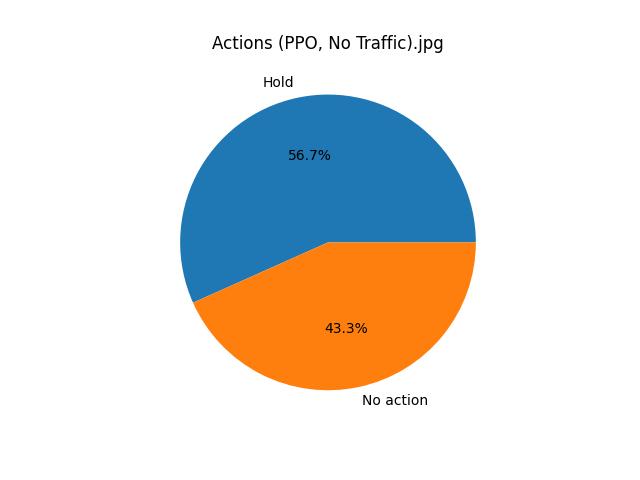 Actions (PPO, No Traffic).jpg
Hold
56.7%
43.3%
No action